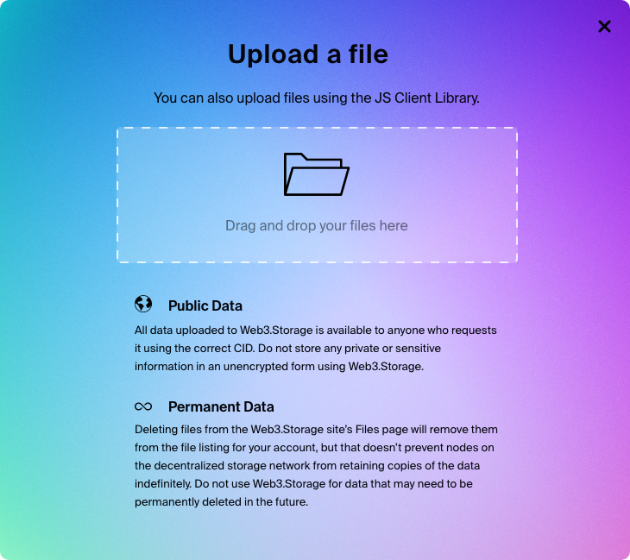 Upload a file
You can also upload files using the JS Client Library.
Drag and drop your files here
Public Data
All data uploaded to Web3.Storage is available to anyone who requests
it using the correct CID. Do not store any private or sensitive
information in an unencrypted form using Web3.Storage.
Permanent Data
Deleting files from the Web3.Storage site's Files page will remove them
from the file listing for your account, but that doesn't prevent nodes on
the decentralized storage network from retaining copies of the data
indefinitely. Do not use Web3.Storage for data that may need to be
permanently deleted in the future.